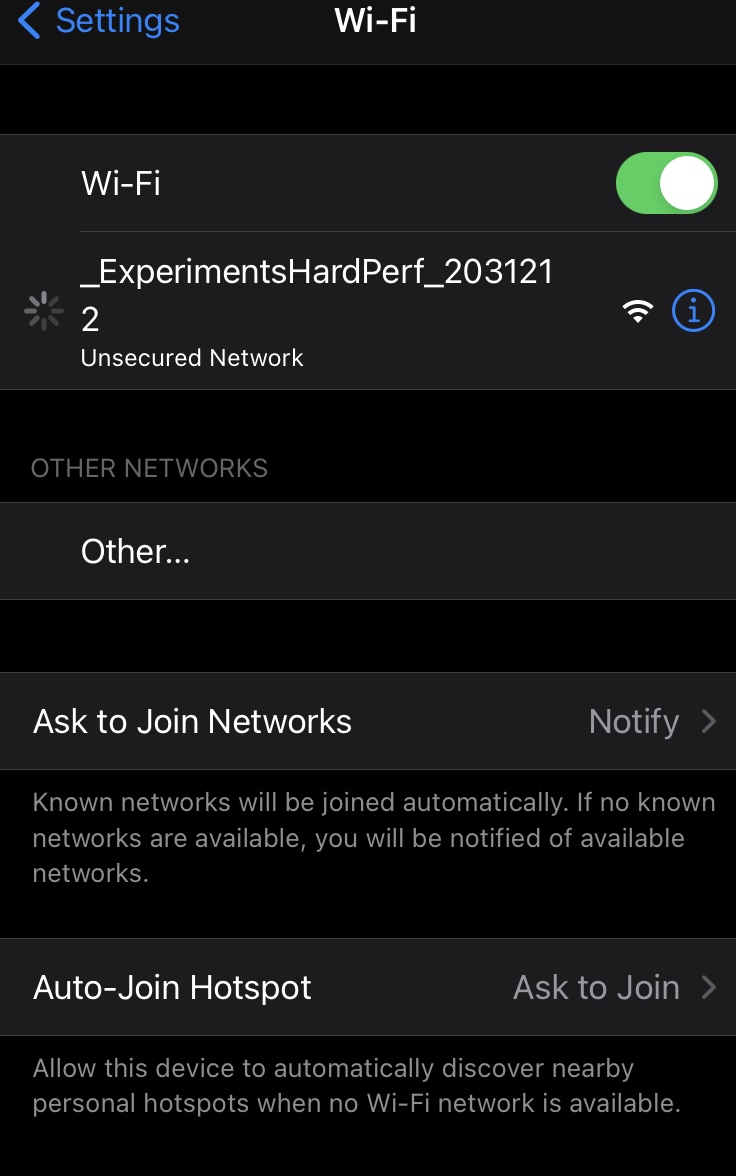 Settings
Wi-Fi
Wi-Fi
_ExperimentsHardPerf_203121
2
Unsecured Network
OTHER NETWORKS
Other...
Ask to Join Networks
Notify
Known networks will be joined automatically. If no known
networks are available, you will be notified of available
networks.
Auto-Join Hotspot
Ask to Join
Allow this device to automatically discover nearby
personal hotspots when no Wi-Fi network is available.